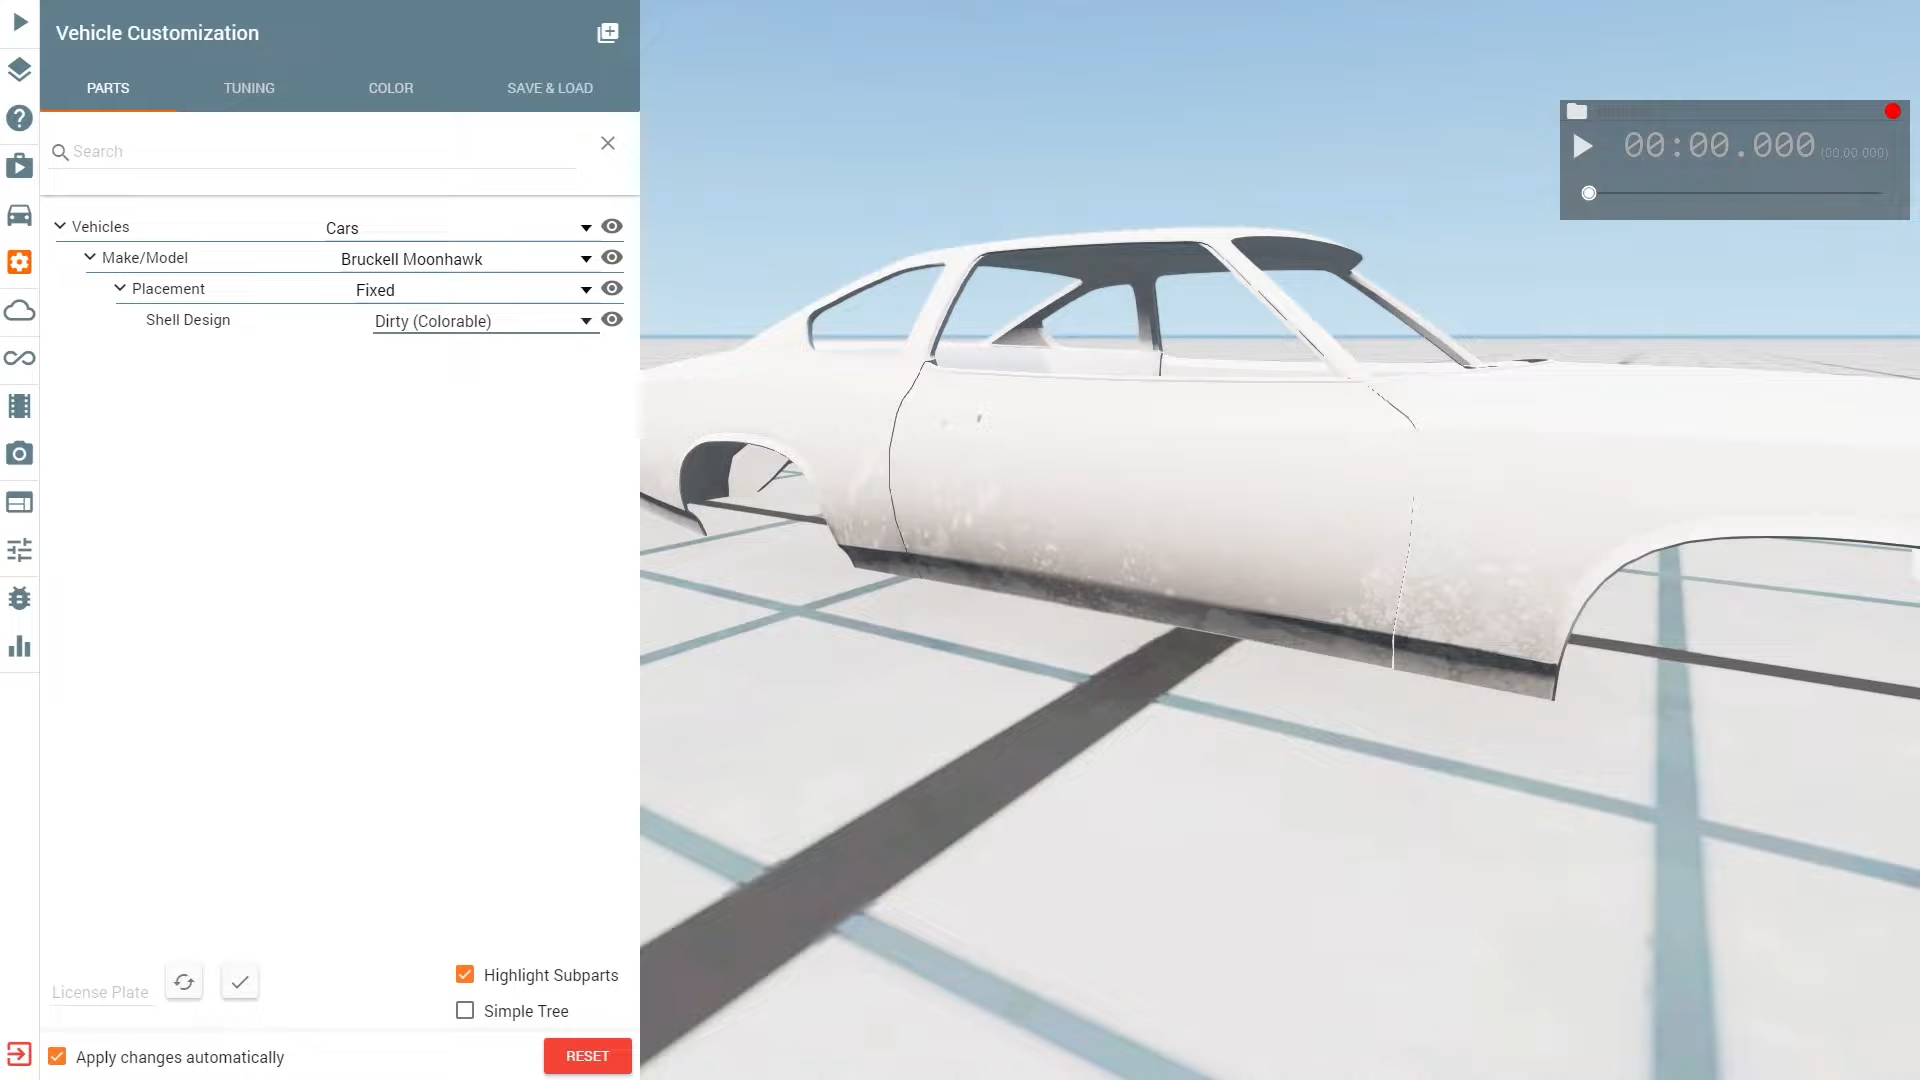 Vehicle Customization
PARTS
TUNING
COLOR
SAVE & LOAD
Search
Vehicles
Cars
Make/Model
Bruckell Moonhawk
Placement
Fixed
Shell Design
Dirty (Colorable)
00:00.000
(00:00.000)
License Plate
Highlight Subparts
Simple Tree
Apply changes automatically
RESET